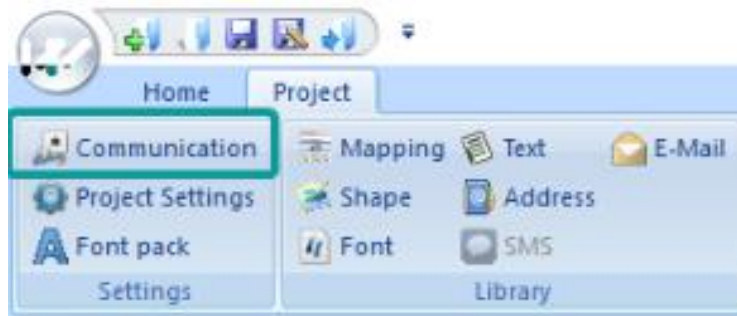 Home Project
Communication Mapping Text E-Mail
Project Settings Shape Address
Font pack Font SMS
Settings Library